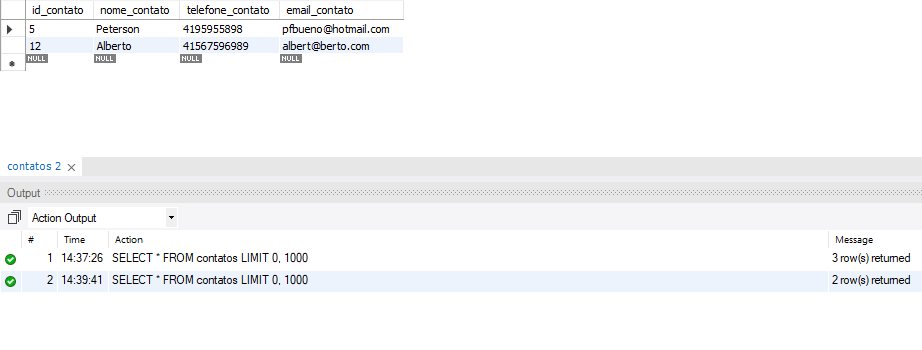 id_contato nome_contato telefone_contato email_contato
5 Peterson 4195955898 pfbueno@hotmail.com
12 Alberto 41567596989 albert@berto.com
NULL NULL NULL NULL
contatos 2
Output
Action Output
# Time Action Message
1 14:37:26 SELECT * FROM contatos LIMIT 0, 1000 3 row(s) returned
2 14:39:41 SELECT * FROM contatos LIMIT 0, 1000 2 row(s) returned